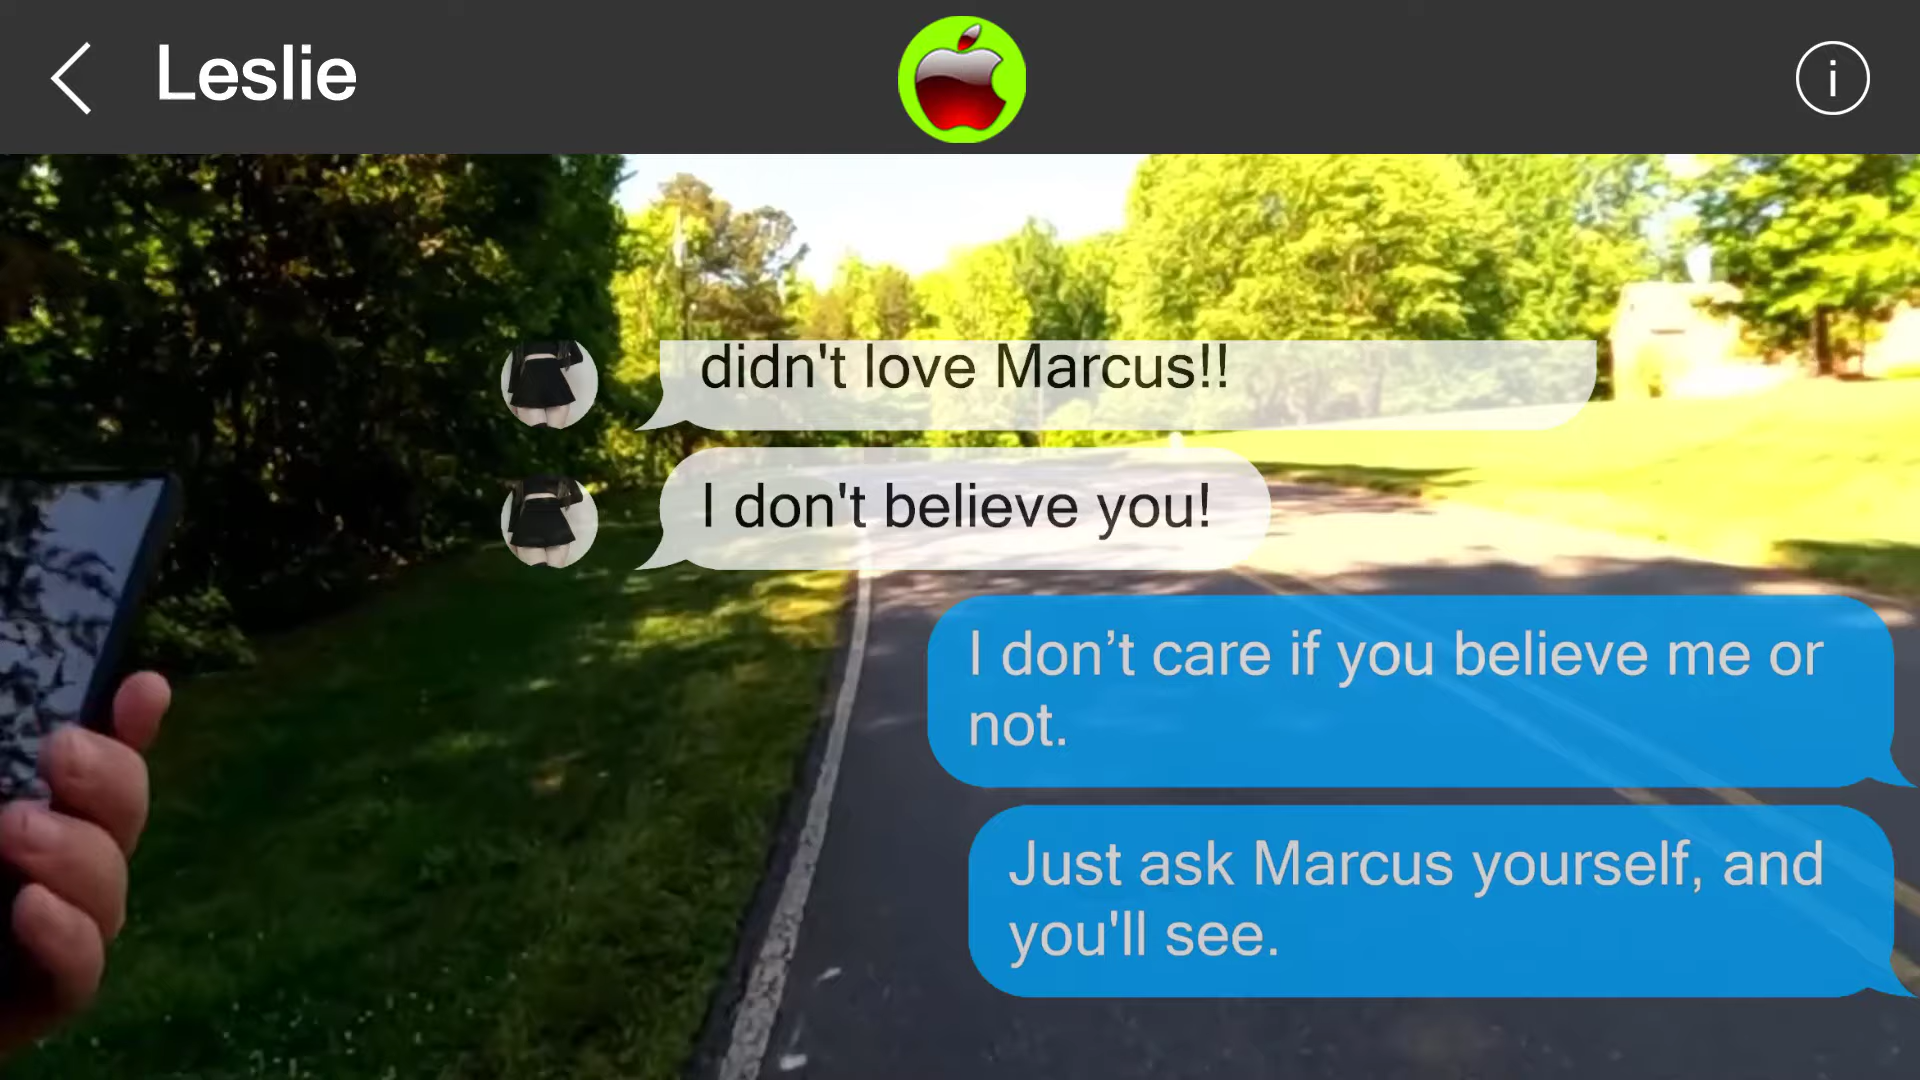 Leslie
didn't love Marcus!!
I don't believe you!
I don’t care if you believe me or
not.
Just ask Marcus yourself, and
you'll see.